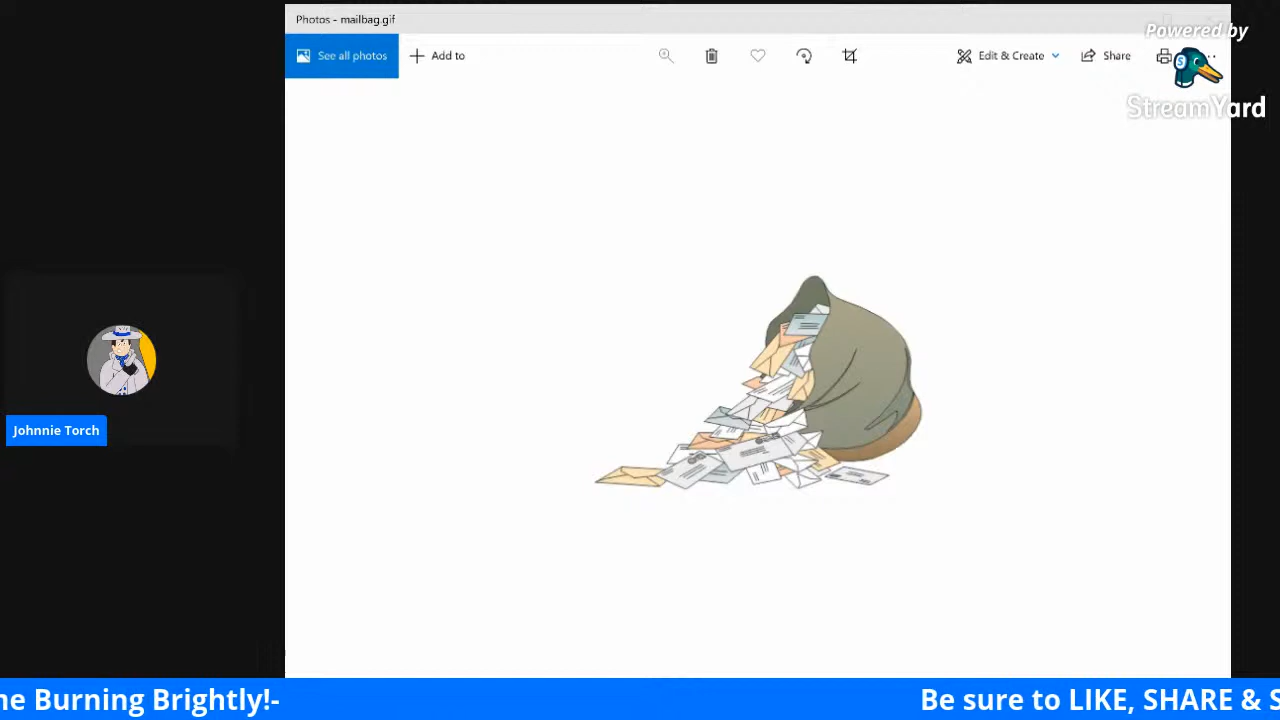 Photos - mailbag.gif
See all photos
Add to
Edit & Create
Share
Powered by
S
StreamYard
Johnnie Torch
ne Burning Brightly!-
Be sure to LIKE, SHARE & S